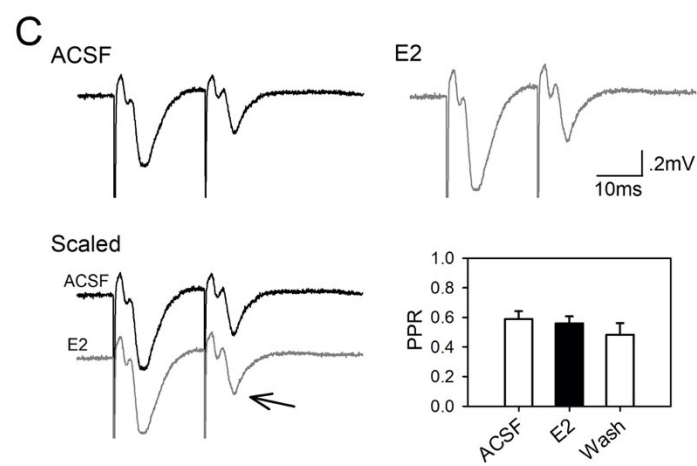 C
ACSF
E2
.2mV
10ms
Scaled
ACSF
E2
1.0
0.8
0.6
0.4
0.2
0.0
PPR
ACSF
E2
Wash